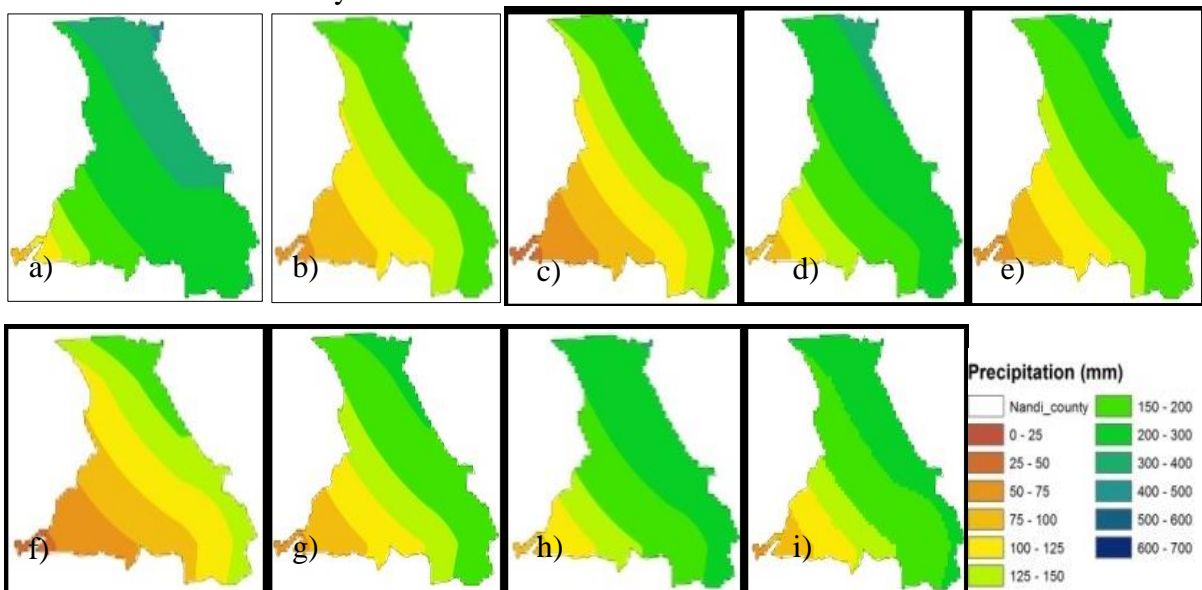 a)
b)
c)
d)
e)
f)
g)
h)
i)
Precipitation (mm)
Nandi_county
0 - 25
25 - 50
50 - 75
75 - 100
100 - 125
125 - 150
150 - 200
200 - 300
300 - 400
400 - 500
500 - 600
600 - 700